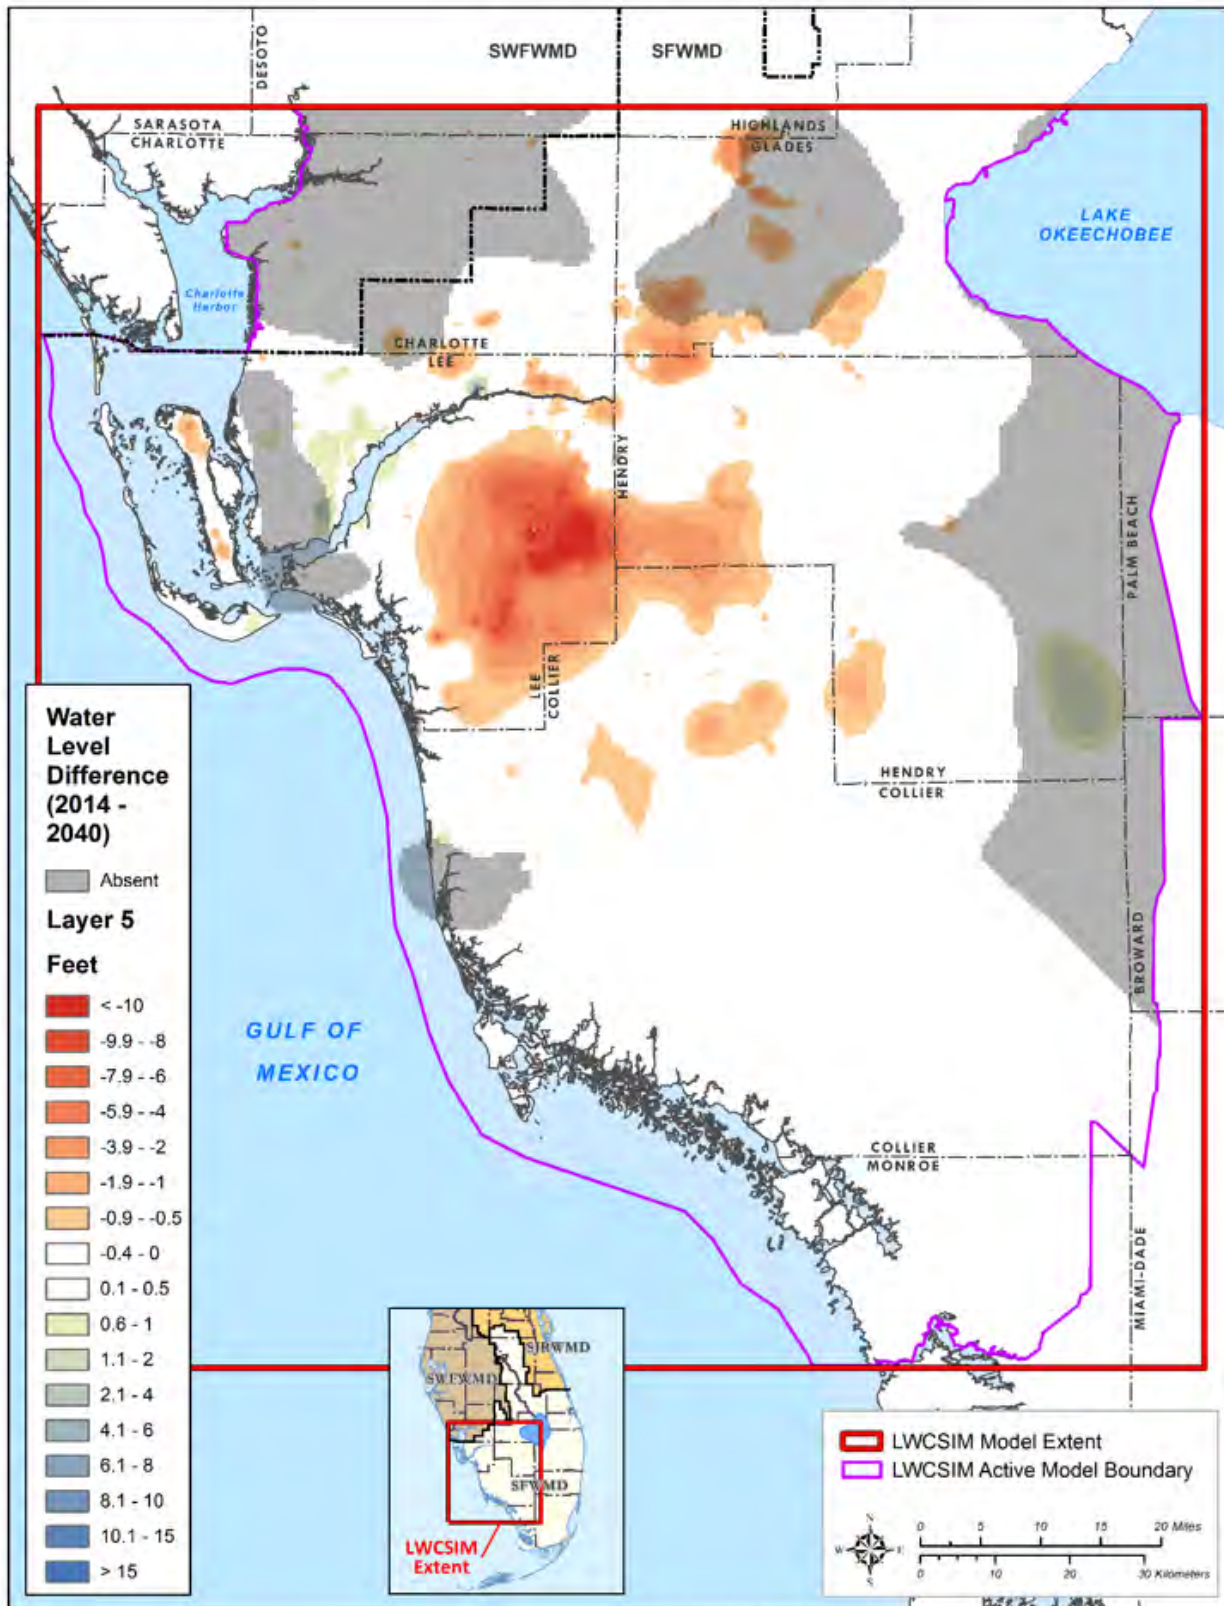 SWFWMD
SFWMD
DESOTO
SARASOTA
CHARLOTTE
HIGHLANDS
GLADES
LAKE
OKEECHOBEE
Charlotte
Harbor
CHARLOTTE
LEE
HENDRY
PALM BEACH
LEE
COLLIER
HENDRY
COLLIER
BROWARD
GULF OF
MEXICO
COLLIER
MONROE
MIAMI-DADE
Water
Level
Difference
(2014 -
2040)
Absent
Layer 5
Feet
< -10
-9.9 - -8
-7.9 - -6
-5.9 - -4
-3.9 - -2
-1.9 - -1
-0.9 - -0.5
-0.4 - 0
0.1 - 0.5
0.6 - 1
1.1 - 2
2.1 - 4
4.1 - 6
6.1 - 8
8.1 - 10
10.1 - 15
> 15
SJRWMD
SWFWMD
SFWMD
LWCSIM
Extent
LWCSIM Model Extent
LWCSIM Active Model Boundary
N
W E
S
0 5 10 15 20 Miles
0 10 20 30 Kilometers